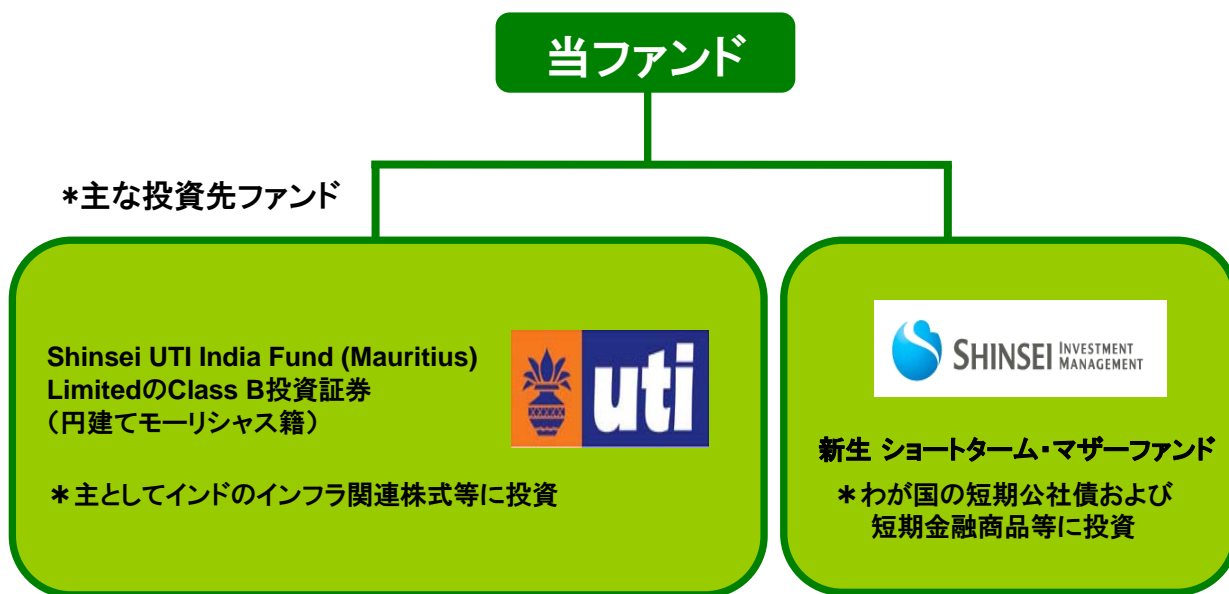 当ファンド
*主な投資先ファンド
Shinsei UTI India Fund (Mauritius)
LimitedのClass B投資証券
（円建てモーリシャス籍）
uti
*主としてインドのインフラ関連株式等に投資
SHINSEI INVESTMENT
MANAGEMENT
新生 ショートターム・マザーファンド
*わが国の短期公社債および
短期金融商品等に投資